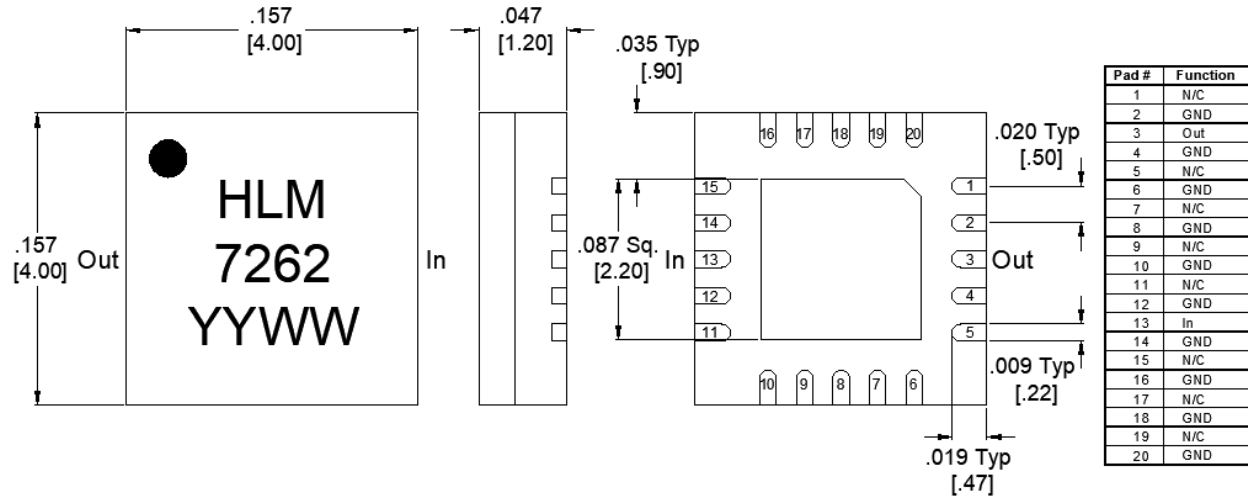 .157
[4.00]
.157
[4.00]
Out
HLM
7262
YYWW
In
.047
[1.20]
.035 Typ
[.90]
.087 Sq.
[2.20]
In
16 17 18 19 20
15
14
13
12
11
10 9 8 7 6
1
2
3
4
5
.020 Typ
[.50]
Out
.009 Typ
[.22]
.019 Typ
[.47]
Pad # Function
1 N/C
2 GND
3 Out
4 GND
5 N/C
6 GND
7 N/C
8 GND
9 N/C
10 GND
11 N/C
12 GND
13 In
14 GND
15 N/C
16 GND
17 N/C
18 GND
19 N/C
20 GND